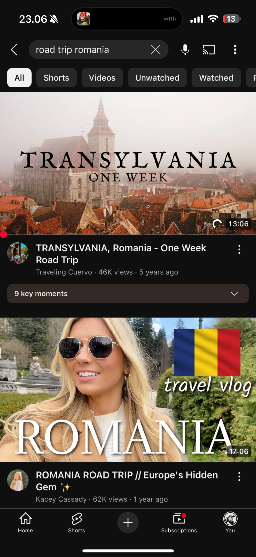 23.06
13
road trip romania
All
Shorts
Videos
Unwatched
Watched
TRANSYLVANIA
ONE WEEK
13:06
TRANSYLVANIA, Romania - One Week
Road Trip
Traveling Cuervo · 46K views · 5 years ago
9 key moments
travel vlog
ROMANIA
17:06
ROMANIA ROAD TRIP // Europe's Hidden
Gem ✨
Kacey Cassady · 62K views · 1 year ago
Home
Shorts
Subscriptions
You